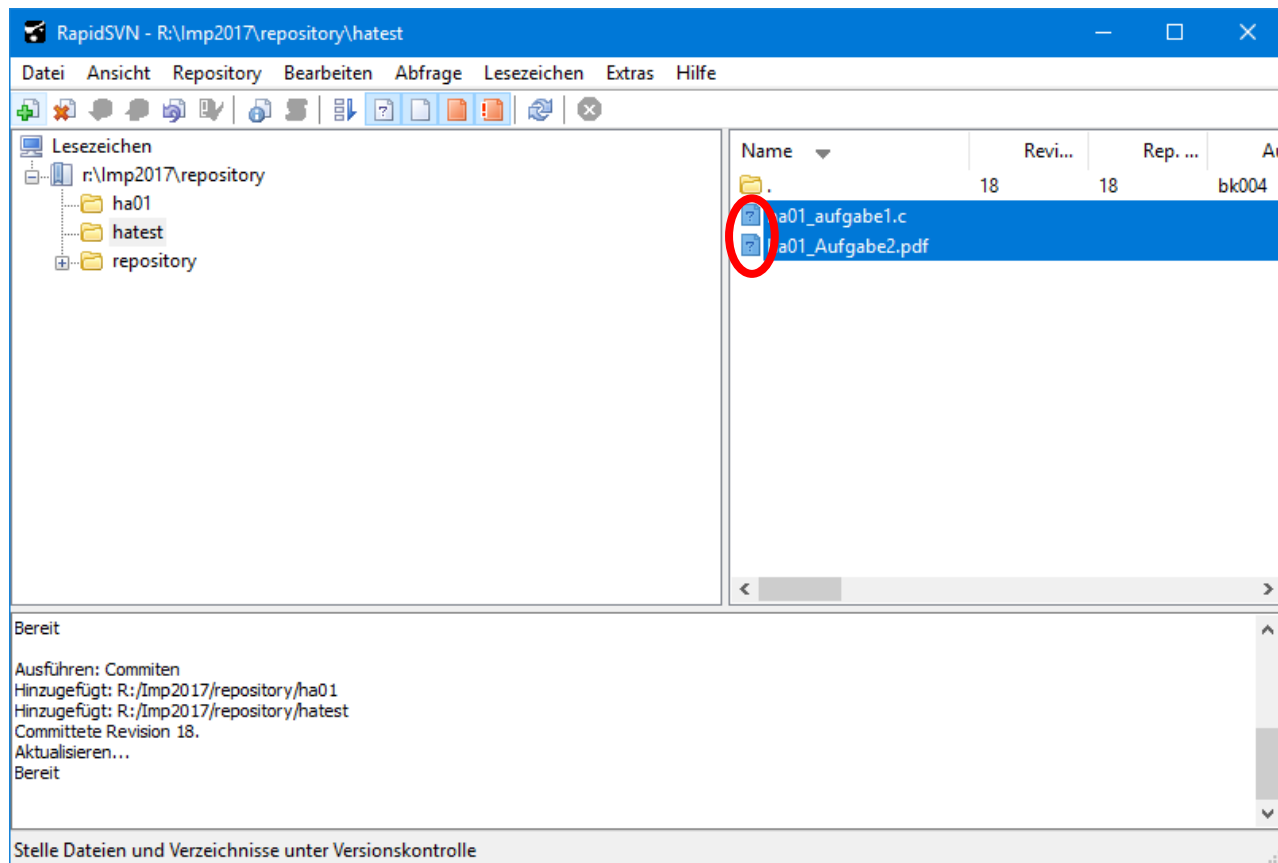 RapidSVN - R:\Imp2017\repository\hatest
Datei Ansicht Repository Bearbeiten Abfrage Lesezeichen Extras Hilfe
Lesezeichen
r:\Imp2017\repository
ha01
hatest
repository
Name Revi... Rep. ... Au
. 18 18 bk004
ha01_aufgabe1.c
ha01_Aufgabe2.pdf
Bereit
Ausführen: Commiten
Hinzugefügt: R:/Imp2017/repository/ha01
Hinzugefügt: R:/Imp2017/repository/hatest
Committete Revision 18.
Aktualisieren...
Bereit
Stelle Dateien und Verzeichnisse unter Versionskontrolle